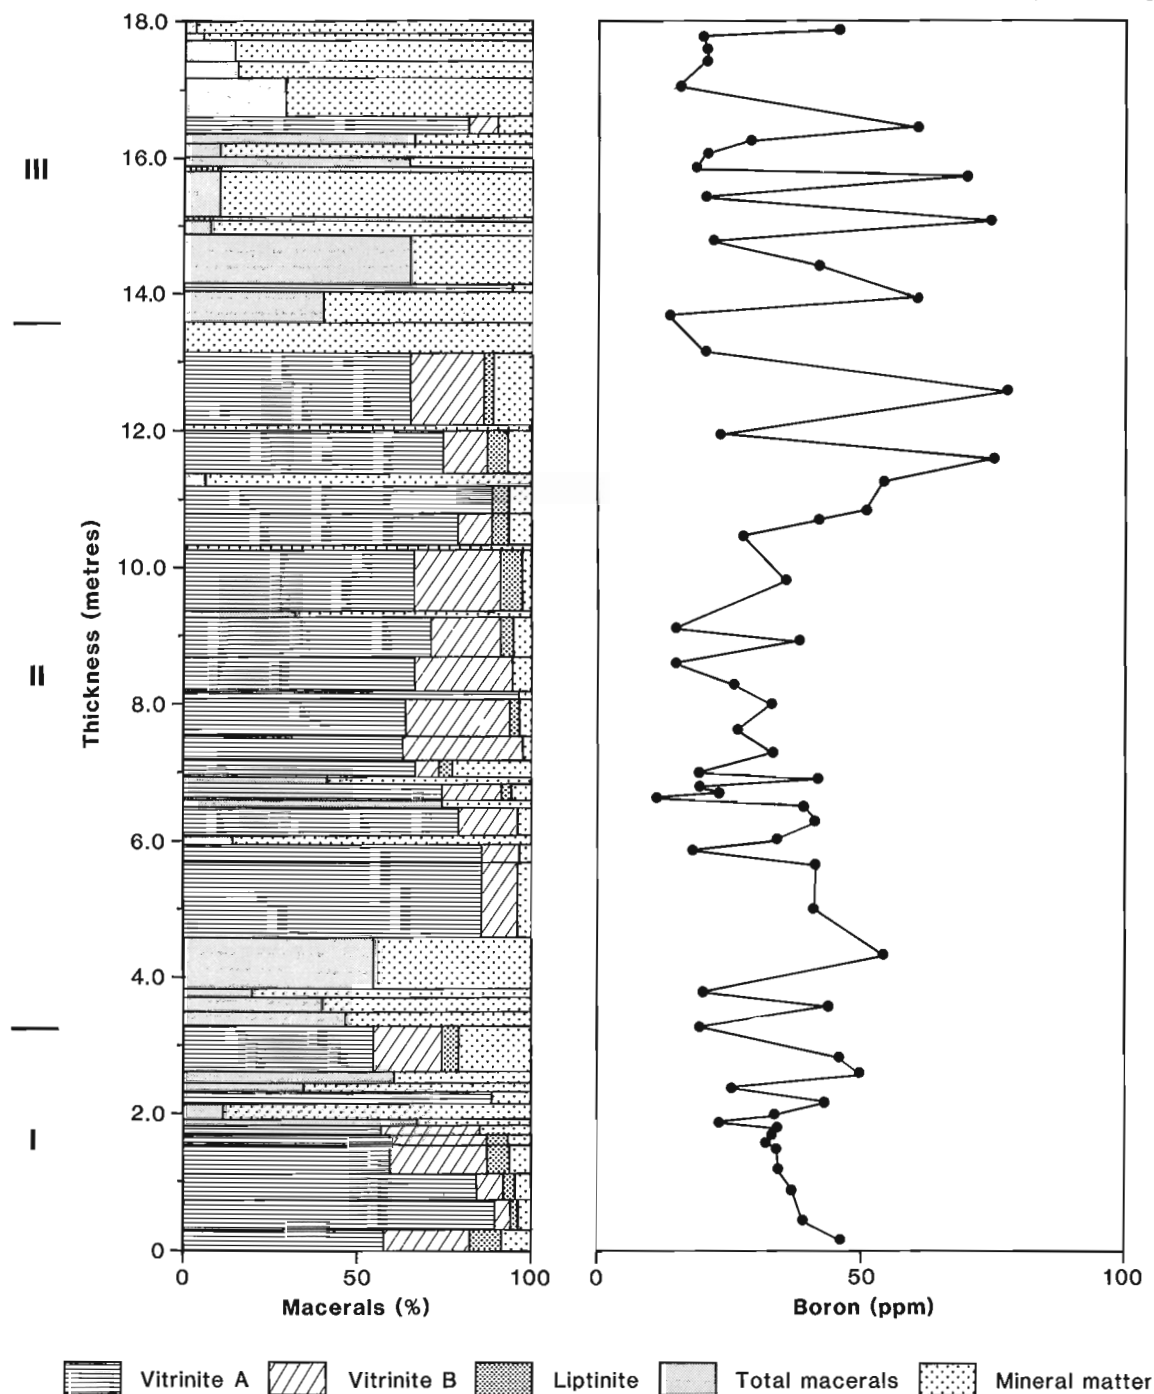 18.0
16.0
14.0
12.0
10.0
8.0
6.0
4.0
2.0
0
III
II
I
Thickness (metres)
0 50 100
Macerals (%)
0 50 100
Boron (ppm)
Vitrinite A Vitrinite B Liptinite Total macerals Mineral matter